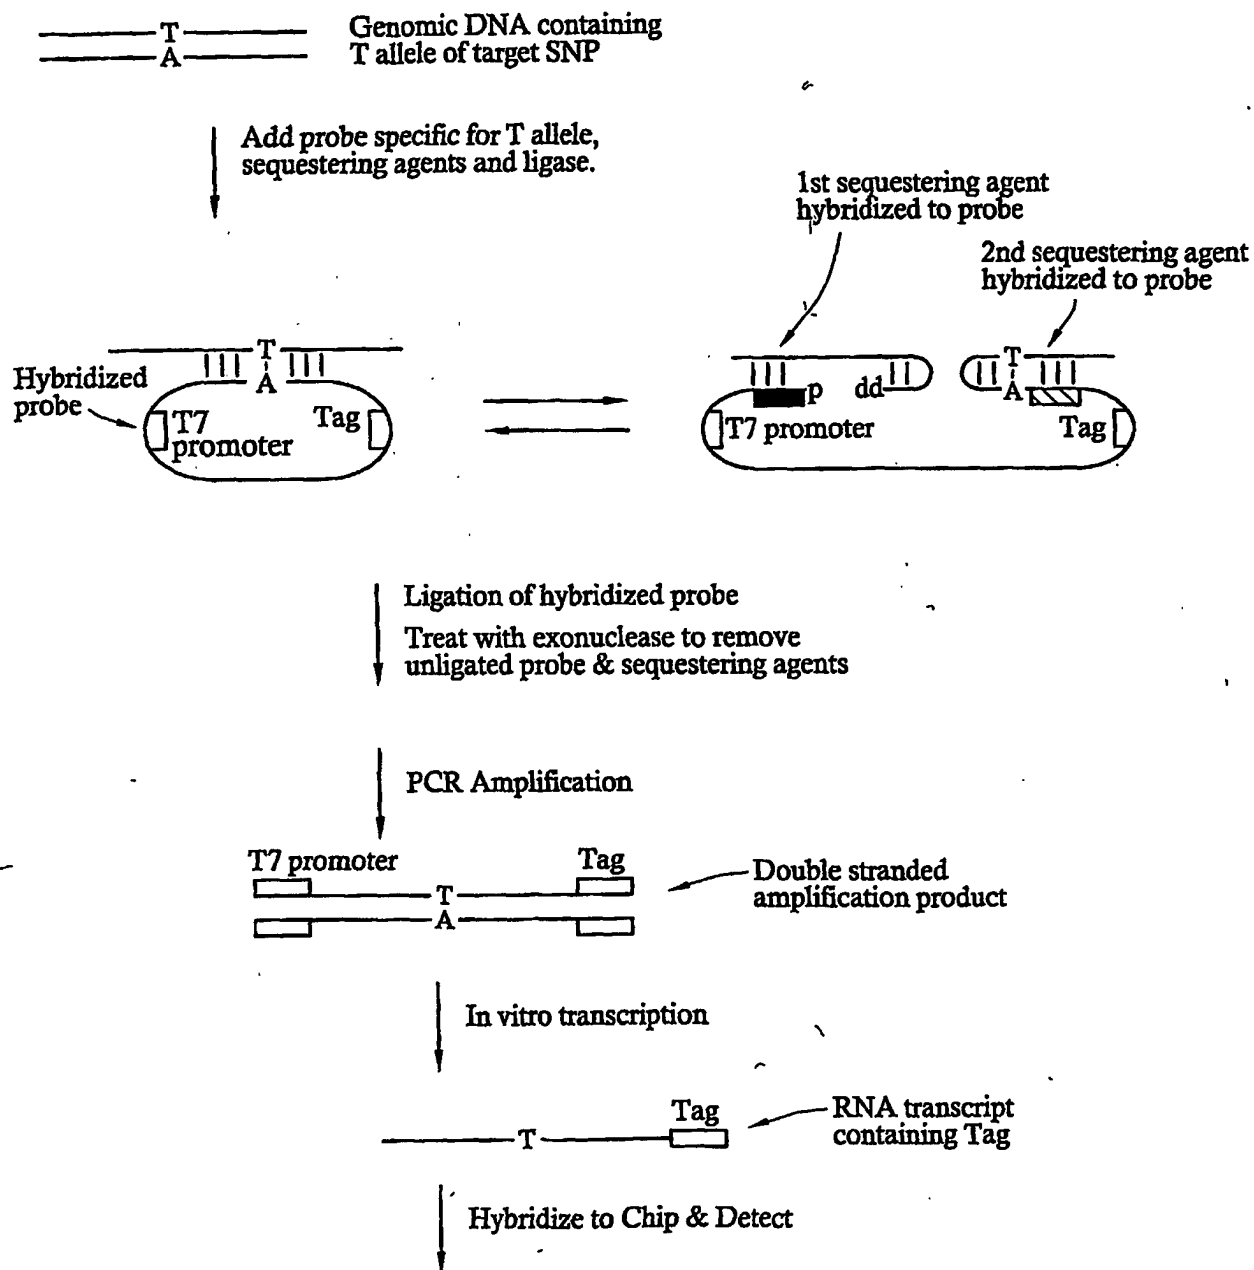 T
A
Genomic DNA containing
T allele of target SNP
Add probe specific for T allele,
sequestering agents and ligase.
1st sequestering agent
hybridized to probe
2nd sequestering agent
hybridized to probe
T
A
Hybridized
probe
T7
promoter
Tag
T
A
p
dd
T7 promoter
Tag
Ligation of hybridized probe
Treat with exonuclease to remove
unligated probe & sequestering agents
PCR Amplification
T7 promoter
Tag
T
A
Double stranded
amplification product
In vitro transcription
Tag
T
RNA transcript
containing Tag
Hybridize to Chip & Detect